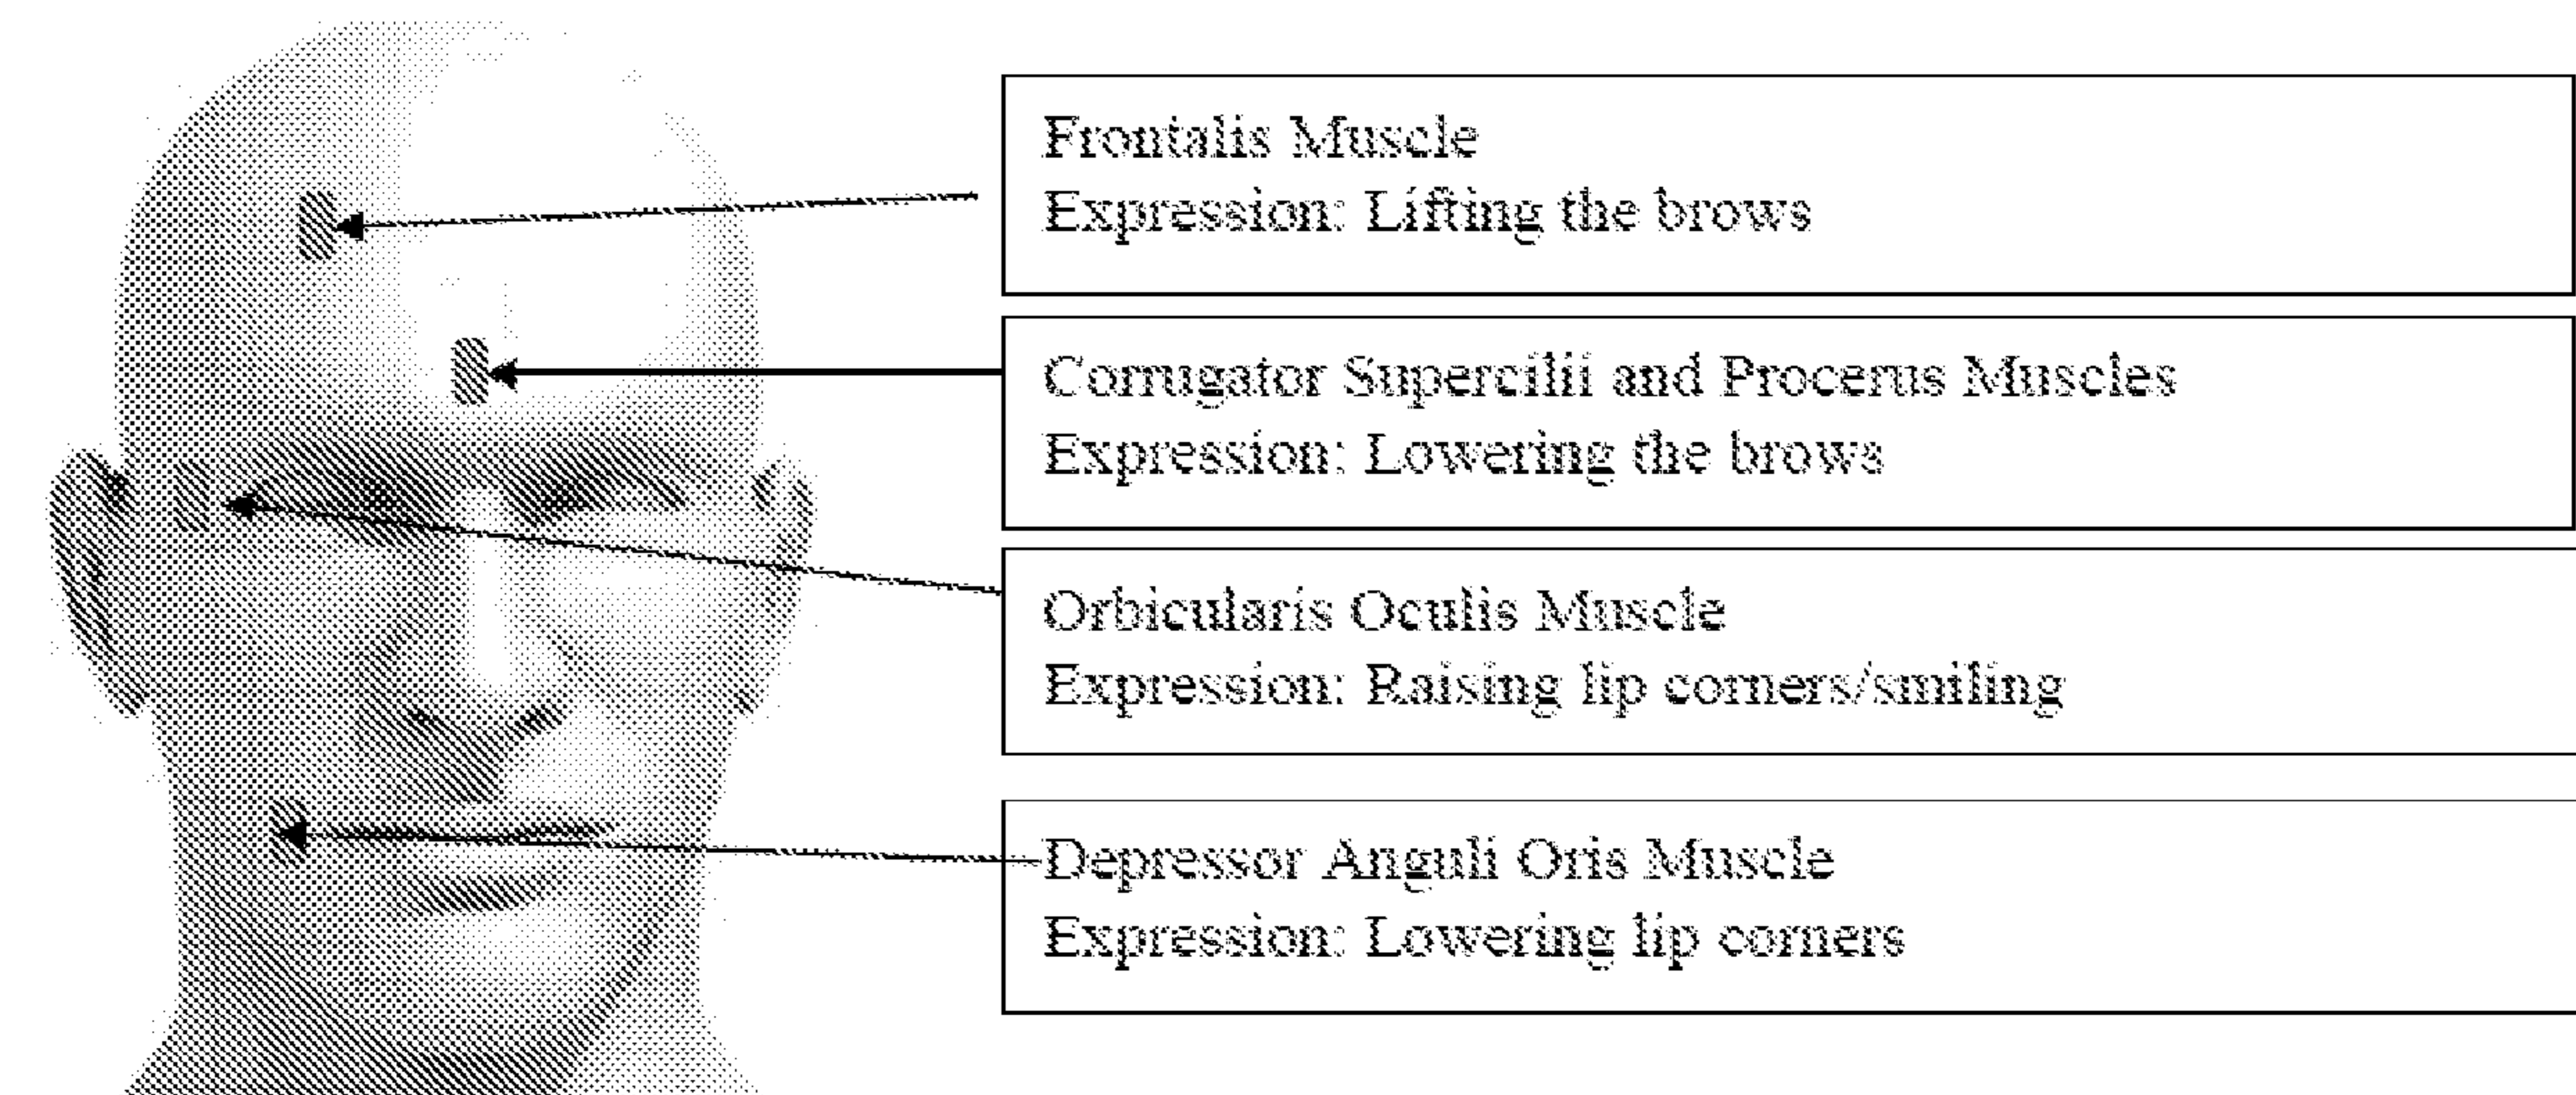 Frontalis Muscle
Expression: Lifting the brows
Corrugator Supercilii and Procerus Muscles
Expression: Lowering the brows
Orbicularis Oculis Muscle
Expression: Raising lip corners/smiling
Depressor Anguli Oris Muscle
Expression: Lowering lip corners